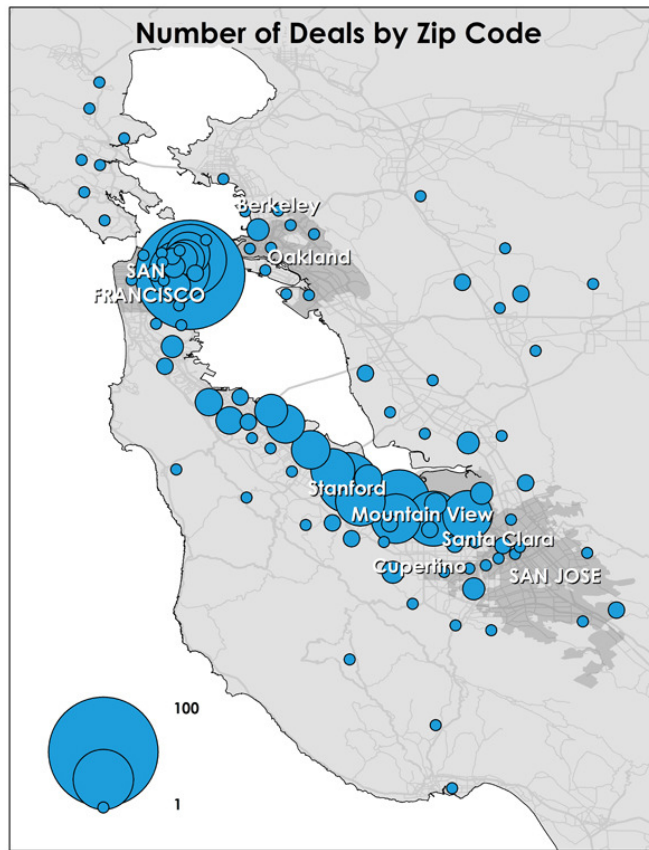 Number of Deals by Zip Code
Berkeley
Oakland
SAN
FRANCISCO
Stanford
Mountain View
Santa Clara
Cupertino
SAN JOSE
100
1